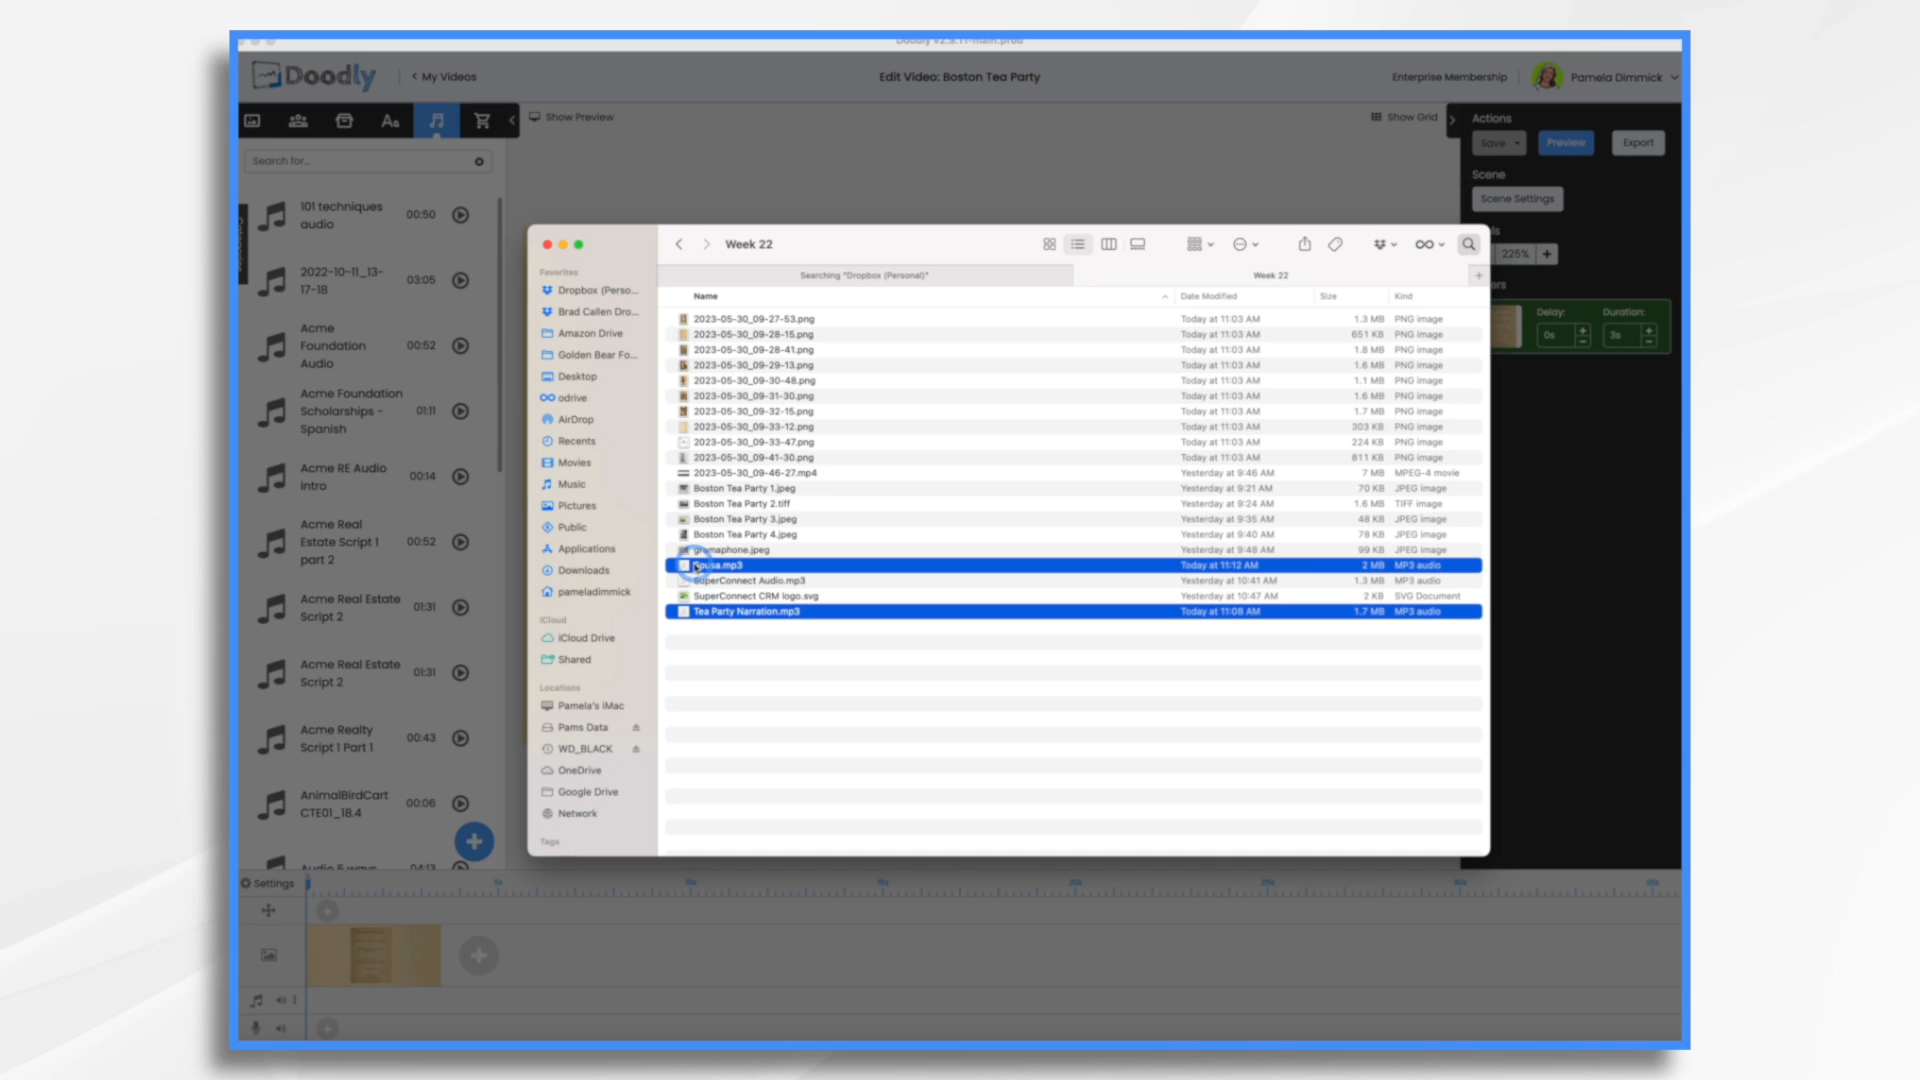 Doodly v2.9.11-main.prod
Doodly
< My Videos
Edit Video: Boston Tea Party
Enterprise Membership
Pamela Dimmick
Show Preview
Show Grid
Actions
Save
Preview
Export
Search for...
Scene
Scene Settings
225%
Delay:
Duration:
0s
3s
101 techniques
audio
00:50
2022-10-11_13-
17-18
03:05
Acme
Foundation
Audio
00:52
Acme Foundation
Scholarships -
Spanish
01:11
Acme RE Audio
Intro
00:14
Acme Real
Estate Script 1
part 2
00:52
Acme Real Estate
Script 2
01:31
Acme Real Estate
Script 2
01:31
Acme Realty
Script 1 Part 1
00:43
AnimalBirdCart
CTE01_18.4
00:06
Audio 5 ways
04:13
Week 22
Searching "Dropbox (Personal)"
Week 22
Favorites
Dropbox (Perso...
Brad Callen Dro...
Amazon Drive
Golden Bear Fo...
Desktop
odrive
AirDrop
Recents
Movies
Music
Pictures
Public
Applications
Downloads
pameladimmick
iCloud
iCloud Drive
Shared
Locations
Pamela's iMac
Pams Data
WD_BLACK
OneDrive
Google Drive
Network
Tags
Name Date Modified Size Kind
2023-05-30_09-27-53.png Today at 11:03 AM 1.3 MB PNG image
2023-05-30_09-28-15.png Today at 11:03 AM 651 KB PNG image
2023-05-30_09-28-41.png Today at 11:03 AM 1.8 MB PNG image
2023-05-30_09-29-13.png Today at 11:03 AM 1.6 MB PNG image
2023-05-30_09-30-48.png Today at 11:03 AM 1.1 MB PNG image
2023-05-30_09-31-30.png Today at 11:03 AM 1.6 MB PNG image
2023-05-30_09-32-15.png Today at 11:03 AM 1.7 MB PNG image
2023-05-30_09-33-12.png Today at 11:03 AM 303 KB PNG image
2023-05-30_09-33-47.png Today at 11:03 AM 224 KB PNG image
2023-05-30_09-41-30.png Today at 11:03 AM 811 KB PNG image
2023-05-30_09-46-27.mp4 Yesterday at 9:46 AM 7 MB MPEG-4 movie
Boston Tea Party 1.jpeg Yesterday at 9:21 AM 70 KB JPEG image
Boston Tea Party 2.tiff Yesterday at 9:24 AM 1.6 MB TIFF image
Boston Tea Party 3.jpeg Yesterday at 9:35 AM 48 KB JPEG image
Boston Tea Party 4.jpeg Yesterday at 9:40 AM 78 KB JPEG image
gramaphone.jpeg Yesterday at 9:48 AM 99 KB JPEG image
Sousa.mp3 Today at 11:12 AM 2 MB MP3 audio
SuperConnect Audio.mp3 Yesterday at 10:41 AM 1.3 MB MP3 audio
SuperConnect CRM logo.svg Yesterday at 10:47 AM 2 KB SVG Document
Tea Party Narration.mp3 Today at 11:08 AM 1.7 MB MP3 audio
Settings